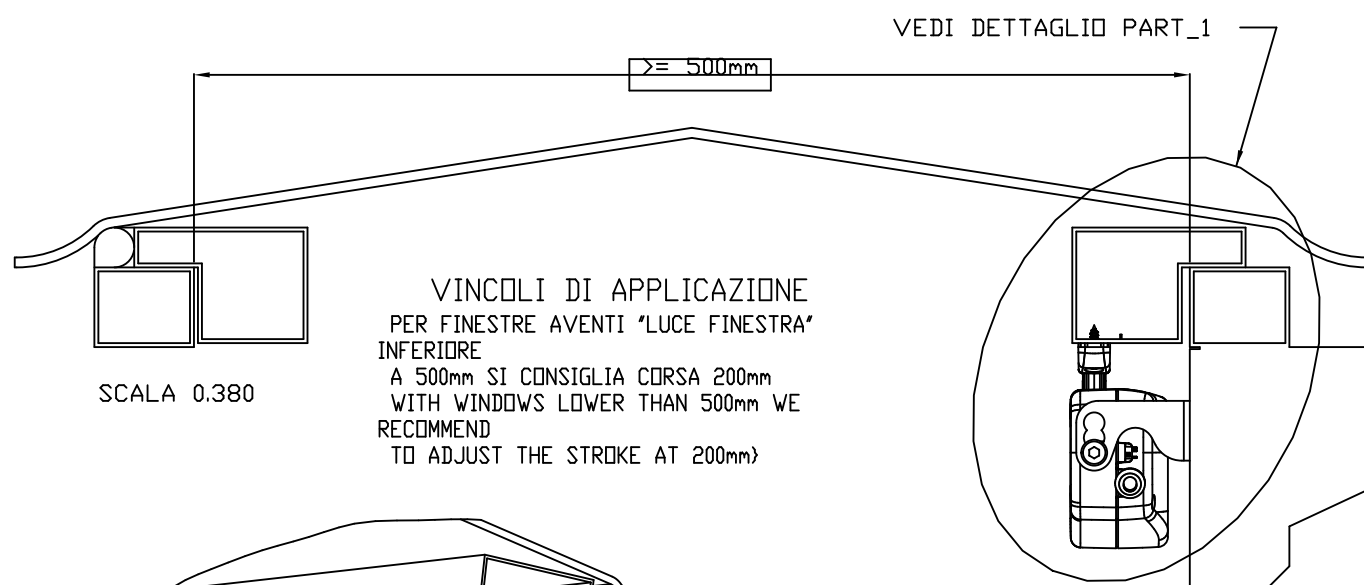 VEDI DETTAGLIO PART_1
>= 500mm
VINCOLI DI APPLICAZIONE
PER FINESTRE AVENTI "LUCE FINESTRA"
INFERIORE
A 500mm SI CONSIGLIA CORSA 200mm
WITH WINDOWS LOWER THAN 500mm WE
RECOMMEND
TO ADJUST THE STROKE AT 200mm}
SCALA 0.380